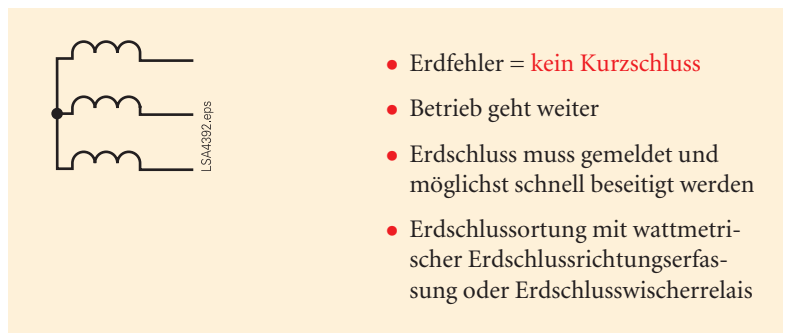 LSA4392.eps
● Erdfehler = kein Kurzschluss
● Betrieb geht weiter
● Erdschluss muss gemeldet und
möglichst schnell beseitigt werden
● Erdschlussortung mit wattmetri-
scher Erdschlussrichtungserfas-
sung oder Erdschlusswischerrelais